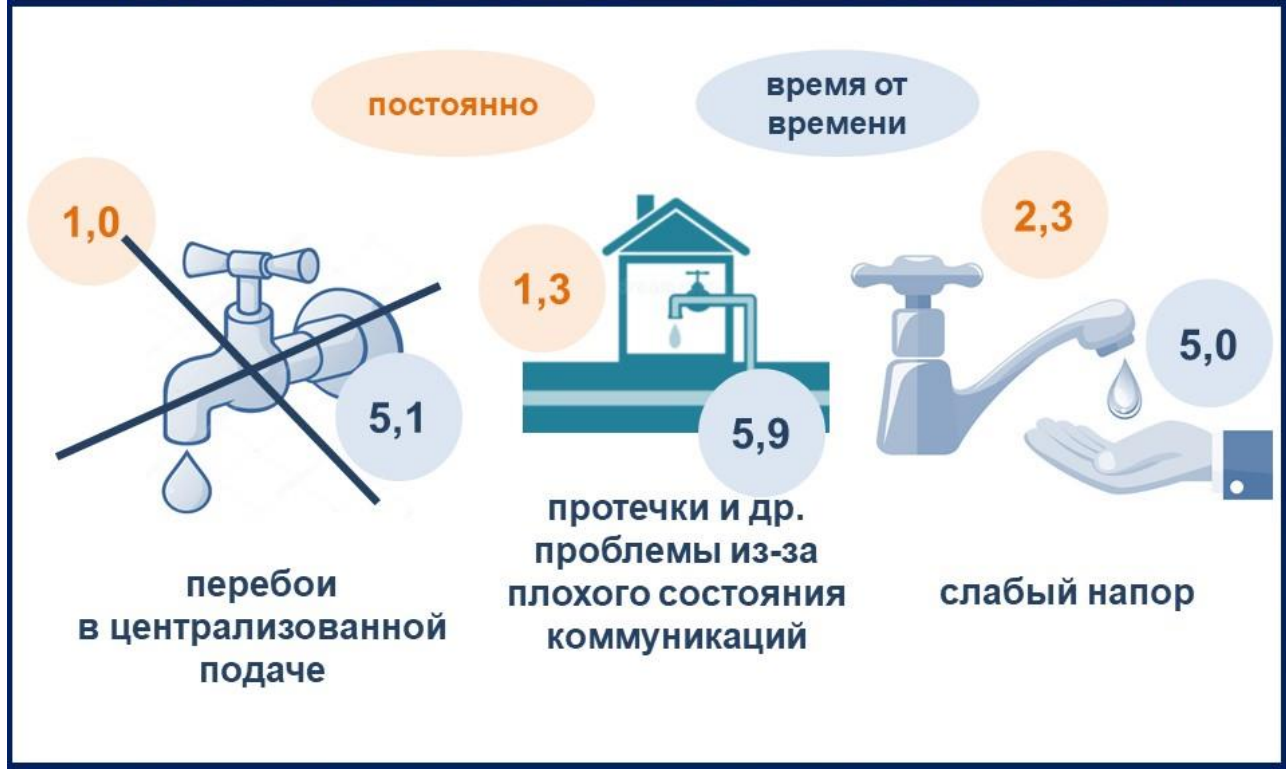 постоянно
время от
времени
1,0
5,1
перебои
в централизованной
подаче
1,3
5,9
протечки и др.
проблемы из-за
плохого состояния
коммуникаций
2,3
5,0
слабый напор